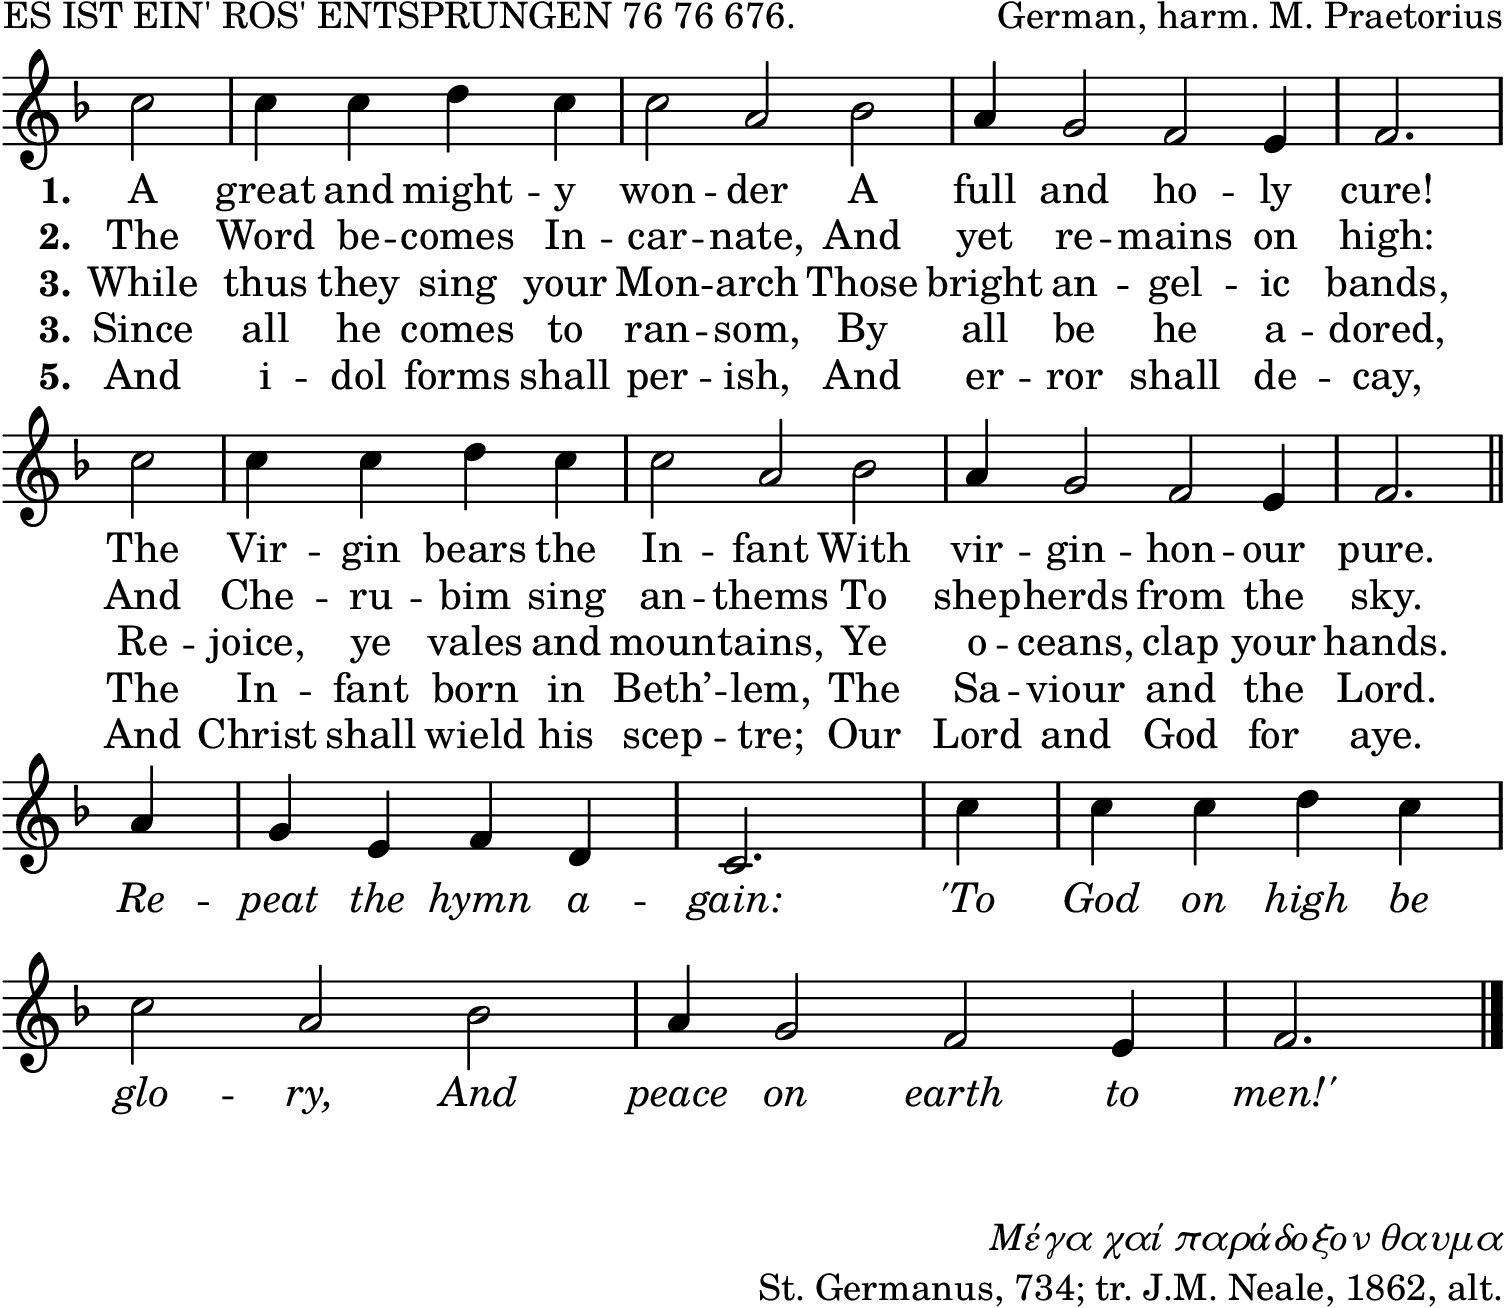 ES IST EIN' ROS' ENTSPRUNGEN 76 76 676. German, harm. M. Praetorius
1. A great and might -- y won -- der A full and ho -- ly cure!
2. The Word be -- comes In -- car -- nate, And yet re -- mains on high:
3. While thus they sing your Mon -- arch Those bright an -- gel -- ic bands,
3. Since all he comes to ran -- som, By all be he a -- dored,
5. And i -- dol forms shall per -- ish, And er -- ror shall de -- cay,
The Vir -- gin bears the In -- fant With vir -- gin -- hon -- our pure.
And Che -- ru -- bim sing an -- thems To shepherds from the sky.
Re -- joice, ye vales and mountains, Ye o -- ceans, clap your hands.
The In -- fant born in Beth’ -- lem, The Sa -- viour and the Lord.
And Christ shall wield his scep -- tre; Our Lord and God for aye.
Re -- peat the hymn a -- gain: 'To God on high be
glo -- ry, And peace on earth to men!'
Μέγα χαί παράδοξον θαυμα
St. Germanus, 734; tr. J.M. Neale, 1862, alt.